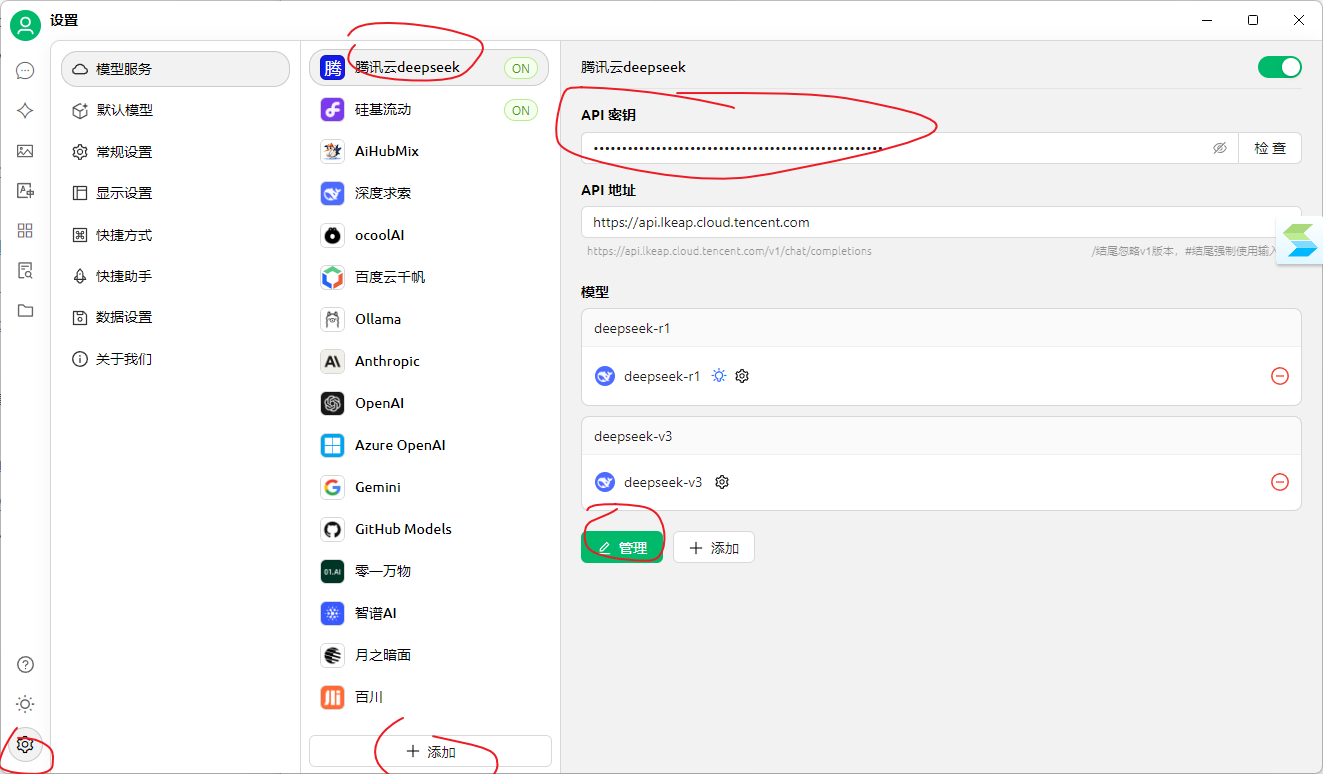 设置
模型服务
默认模型
常规设置
显示设置
快捷方式
快捷助手
数据设置
关于我们
腾 腾讯云deepseek ON
硅基流动 ON
AiHubMix
深度求索
ocoolAI
百度云千帆
Ollama
Anthropic
OpenAI
Azure OpenAI
Gemini
GitHub Models
01.AI 零一万物
智谱AI
月之暗面
百川
添加
腾讯云deepseek
API 密钥
检 查
API 地址
https://api.lkeap.cloud.tencent.com
https://api.lkeap.cloud.tencent.com/v1/chat/completions /结尾忽略v1版本，#结尾强制使用输入
模型
deepseek-r1
deepseek-r1
deepseek-v3
deepseek-v3
管理 添加